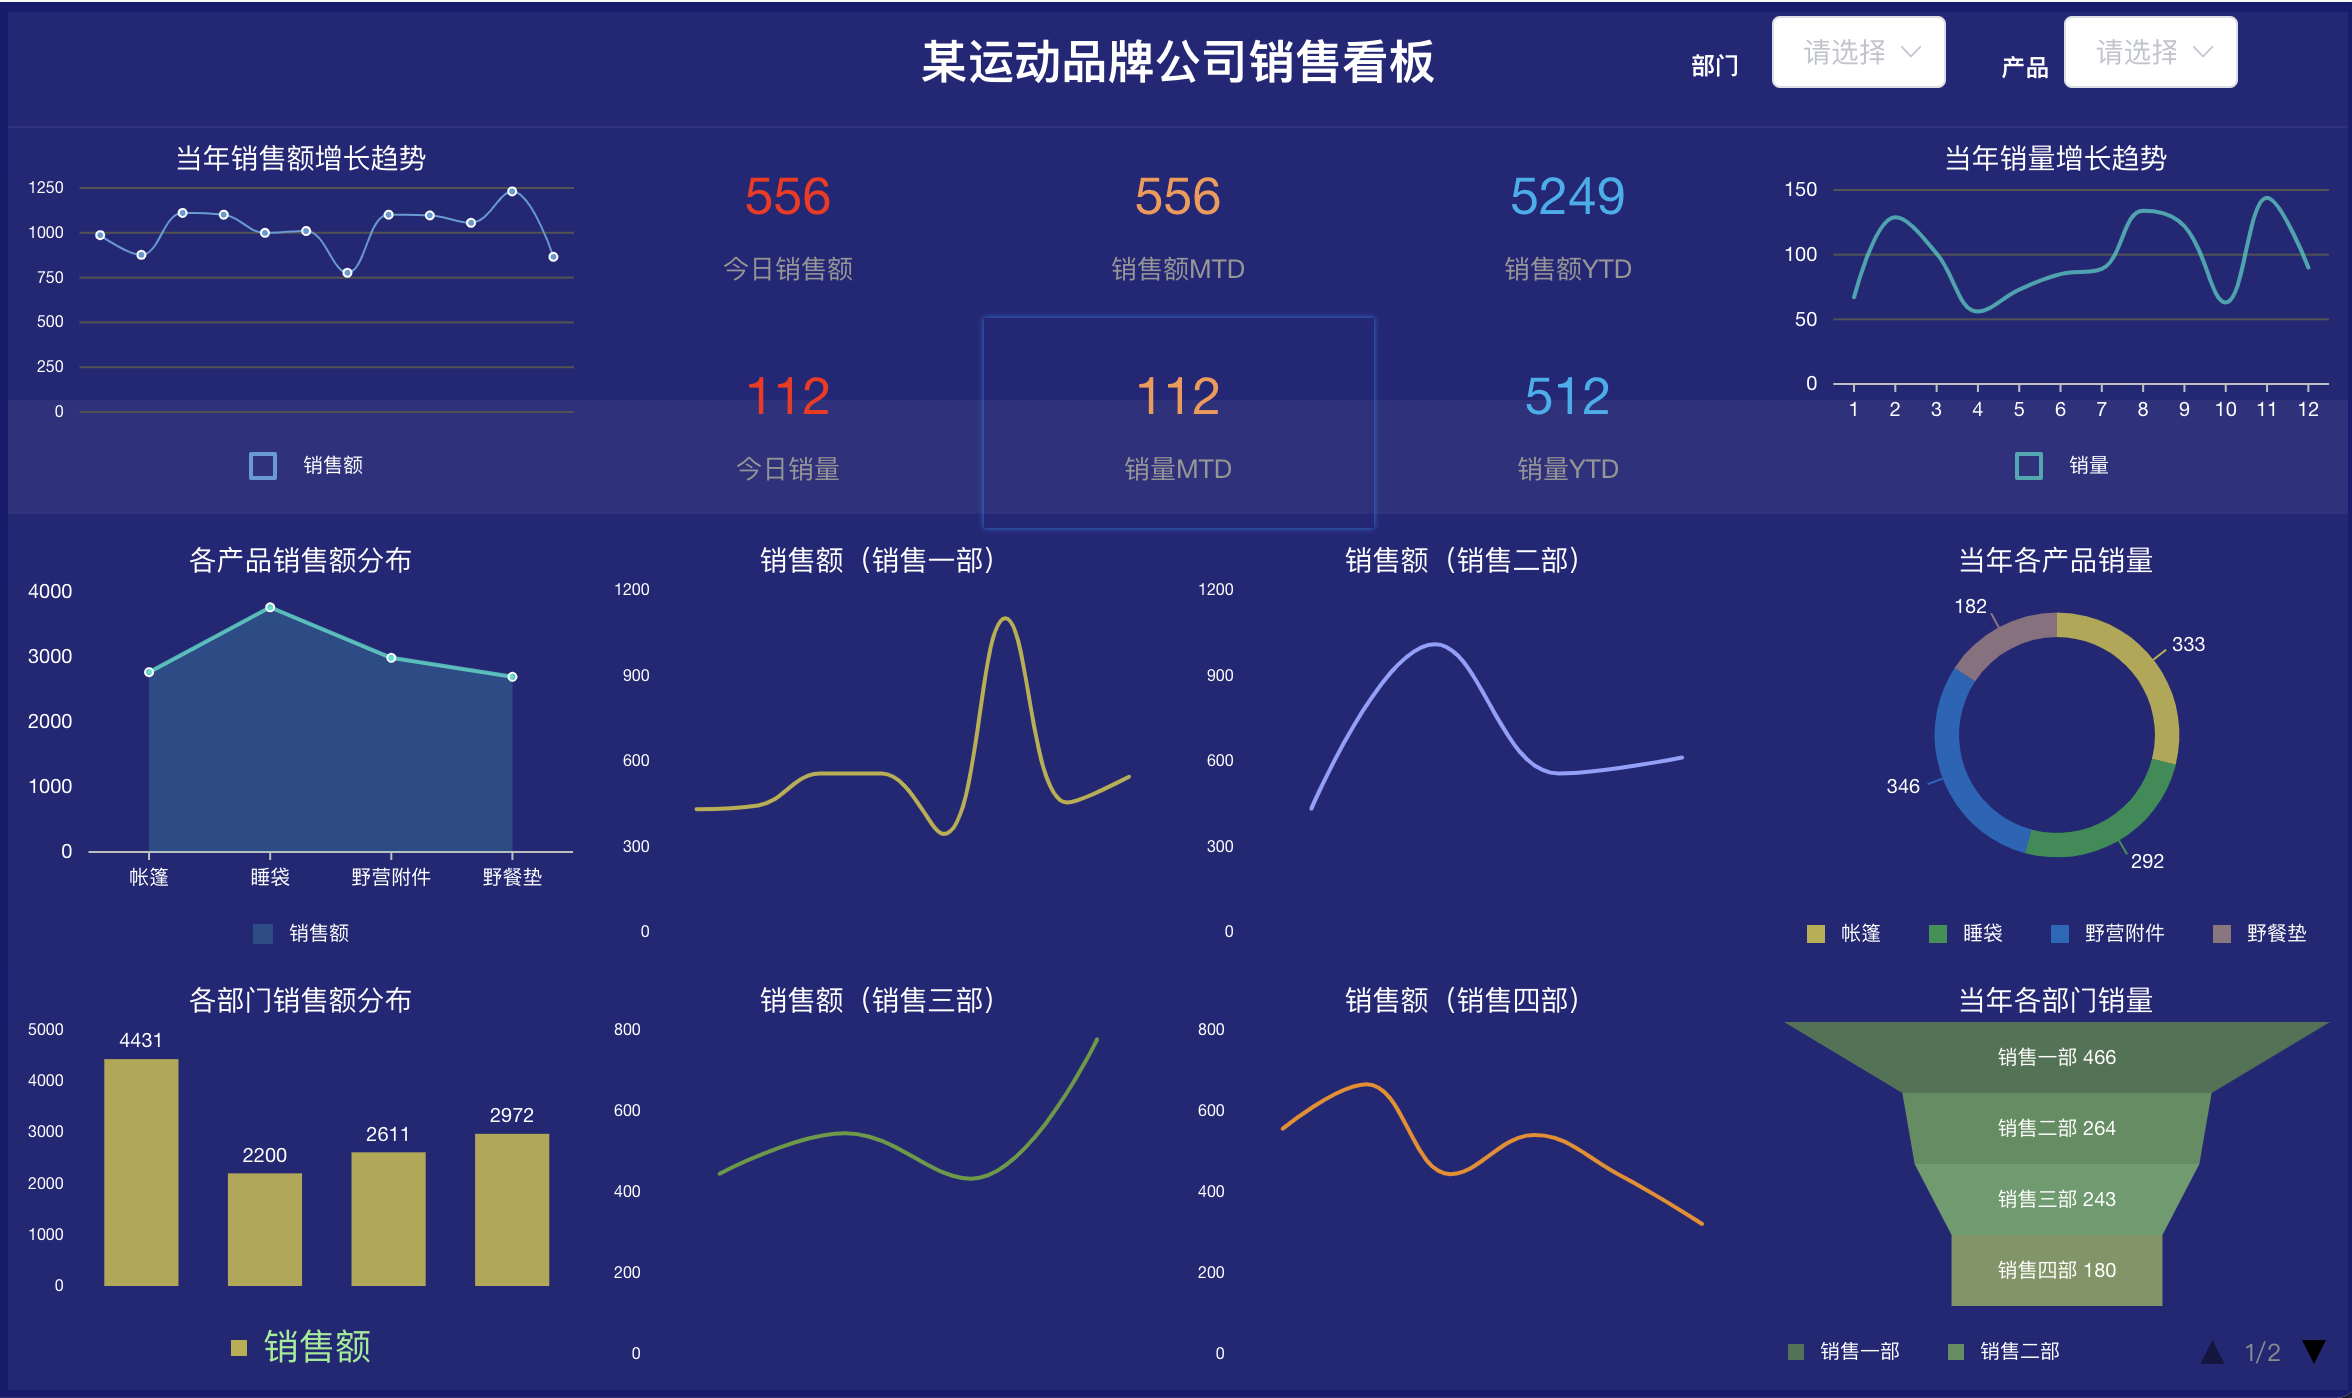 某运动品牌公司销售看板
部门
请选择
产品
请选择
当年销售额增长趋势
1250
1000
750
500
250
0
销售额
556
今日销售额
556
销售额MTD
5249
销售额YTD
112
今日销量
112
销量MTD
512
销量YTD
当年销量增长趋势
150
100
50
0
1 2 3 4 5 6 7 8 9 10 11 12
销量
各产品销售额分布
4000
3000
2000
1000
0
帐篷 睡袋 野营附件 野餐垫
销售额
销售额（销售一部）
1200
900
600
300
0
销售额（销售二部）
1200
900
600
300
0
当年各产品销量
182
333
346
292
帐篷 睡袋 野营附件 野餐垫
各部门销售额分布
5000
4000
3000
2000
1000
0
4431
2200
2611
2972
销售额
销售额（销售三部）
800
600
400
200
0
销售额（销售四部）
800
600
400
200
0
当年各部门销量
销售一部 466
销售二部 264
销售三部 243
销售四部 180
销售一部 销售二部 1/2